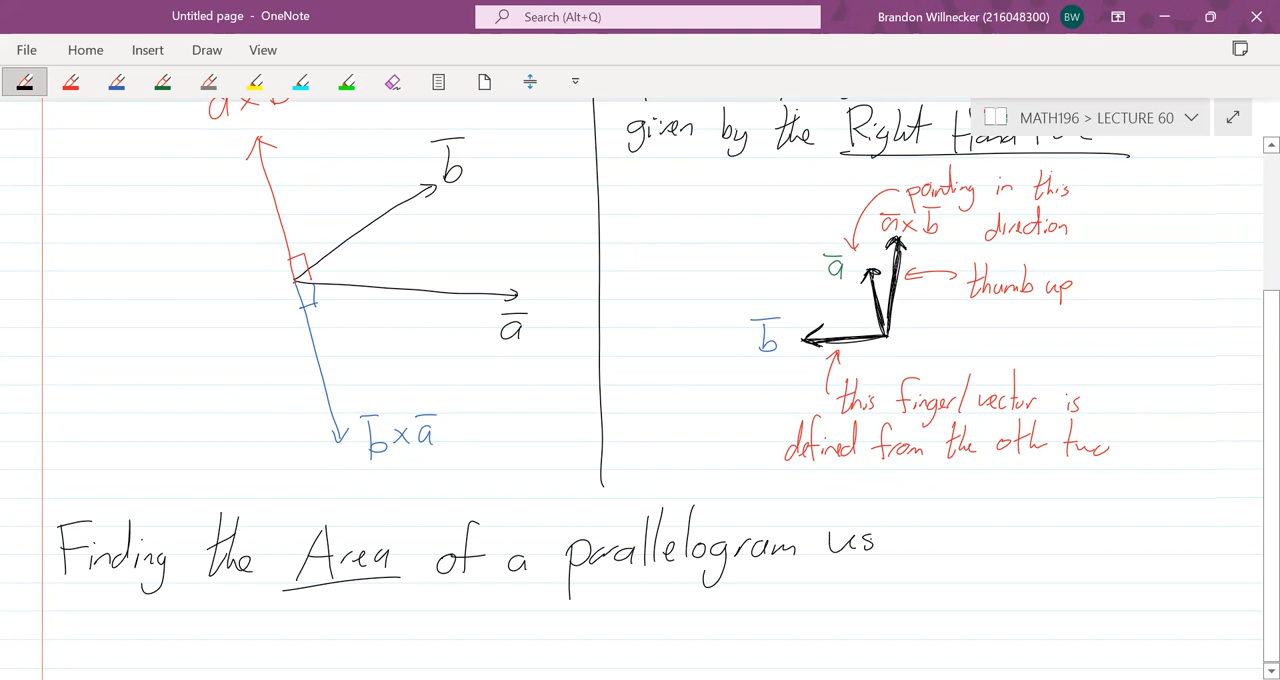 Untitled page - OneNote
Search (Alt+Q)
Brandon Willnecker (216048300)
BW
File
Home
Insert
Draw
View
MATH196 > LECTURE 60
a x b
b
a
b x a
given by the Right Hand
pointing in this
direction
a x b
a
thumb up
b
this finger/vector is
defined from the oth two
Finding the Area of a parallelogram us